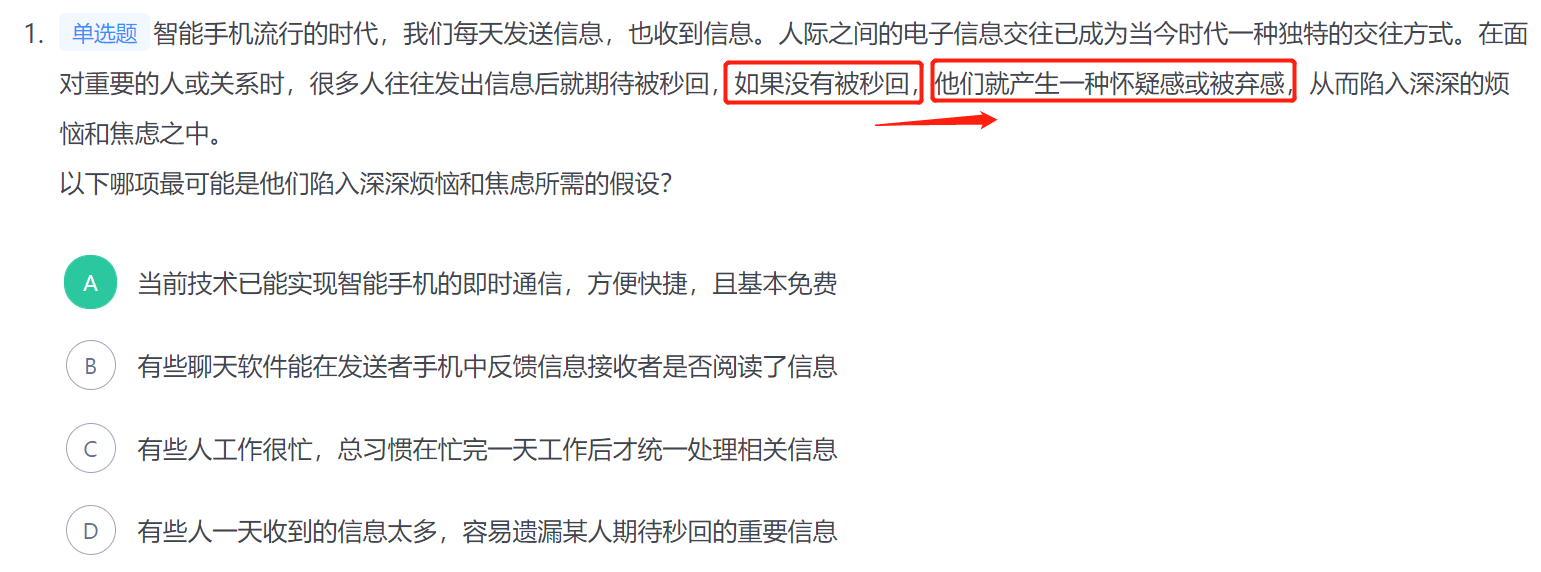 1. 单选题 智能手机流行的时代，我们每天发送信息，也收到信息。人际之间的电子信息交往已成为当今时代一种独特的交往方式。在面
对重要的人或关系时，很多人往往发出信息后就期待被秒回，如果没有被秒回，他们就产生一种怀疑感或被弃感，从而陷入深深的烦
恼和焦虑之中。
以下哪项最可能是他们陷入深深烦恼和焦虑所需的假设？
A 当前技术已能实现智能手机的即时通信，方便快捷，且基本免费
B 有些聊天软件能在发送者手机中反馈信息接收者是否阅读了信息
C 有些人工作很忙，总习惯在忙完一天工作后才统一处理相关信息
D 有些人一天收到的信息太多，容易遗漏某人期待秒回的重要信息